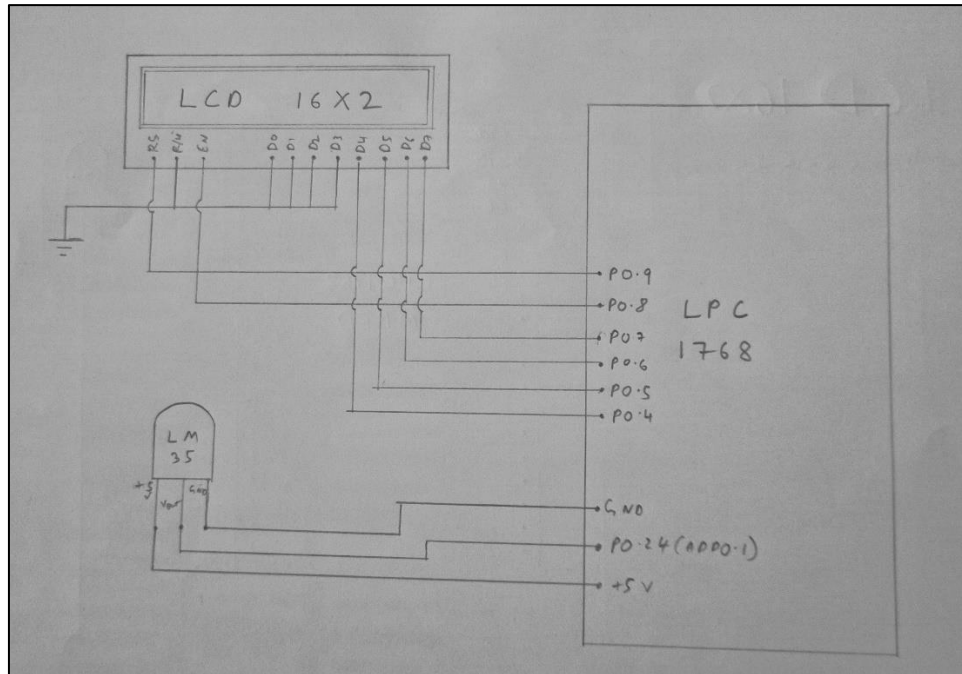 LCD 16X2
RS R/W EN D0 D1 D2 D3 D4 D5 D6 D7
P0.9
P0.8
LPC
1768
P0.7
P0.6
P0.5
P0.4
LM
35
+5
V
Vout
GND
GND
P0.24(AD0.1)
+5V